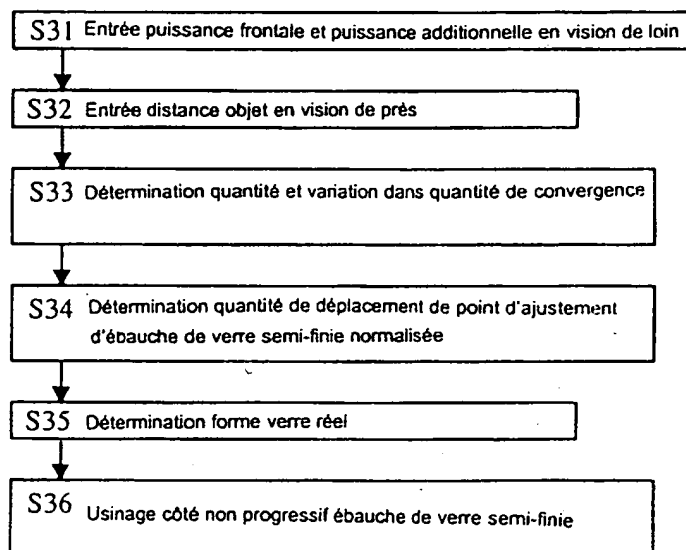 S31 Entrée puissance frontale et puissance additionnelle en vision de loin
S32 Entrée distance objet en vision de près
S33 Détermination quantité et variation dans quantité de convergence
S34 Détermination quantité de déplacement de point d'ajustement
d'ébauche de verre semi-finie normalisée
S35 Détermination forme verre réel
S36 Usinage côté non progressif ébauche de verre semi-finie